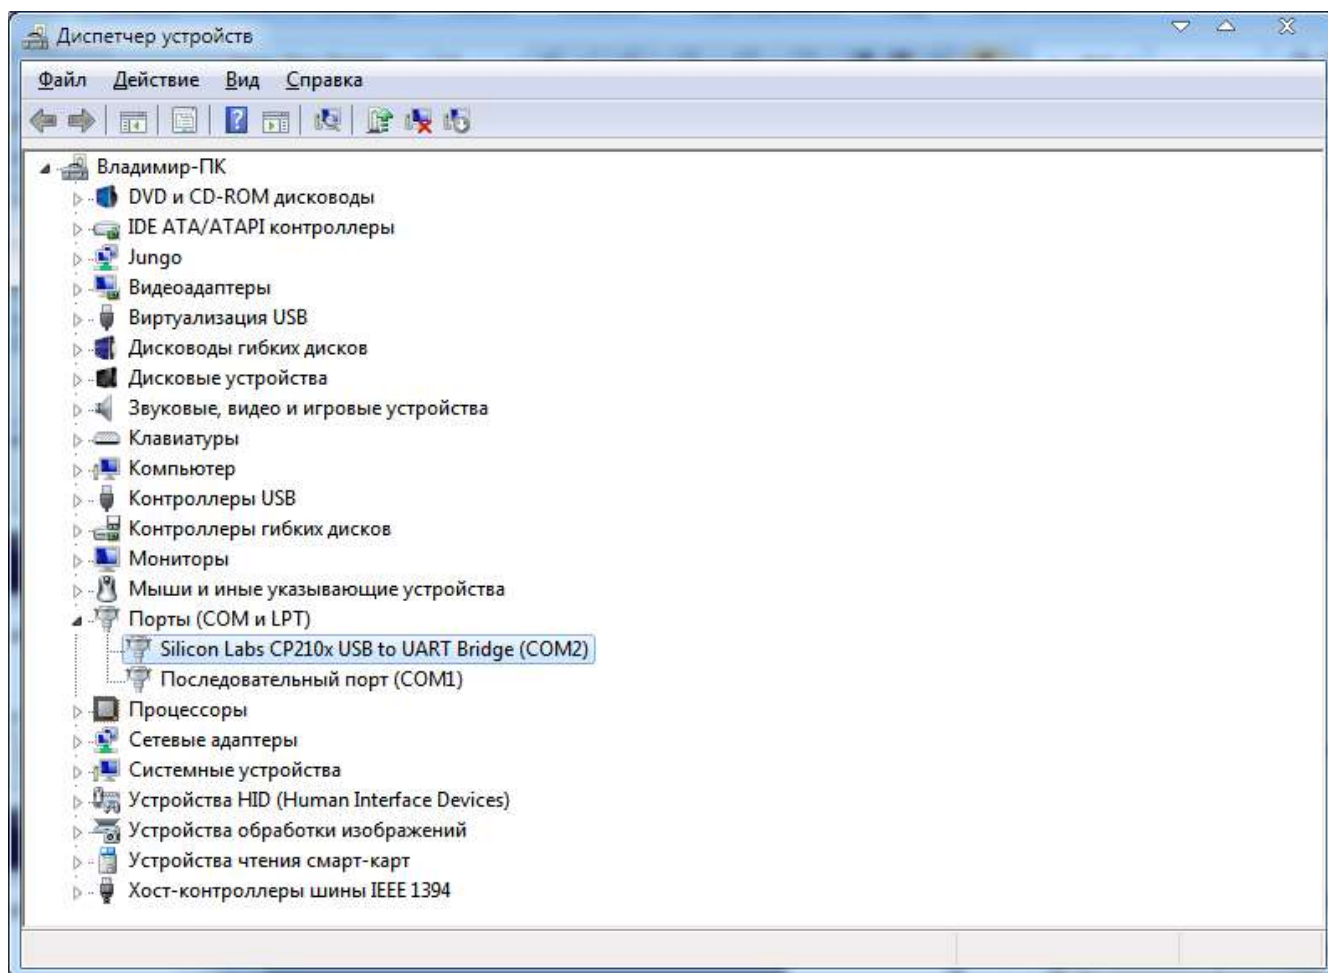 Диспетчер устройств
Файл Действие Вид Справка
Владимир-ПК
DVD и CD-ROM дисководы
IDE ATA/ATAPI контроллеры
Jungo
Видеоадаптеры
Виртуализация USB
Дисководы гибких дисков
Дисковые устройства
Звуковые, видео и игровые устройства
Клавиатуры
Компьютер
Контроллеры USB
Контроллеры гибких дисков
Мониторы
Мыши и иные указывающие устройства
Порты (COM и LPT)
Silicon Labs CP210x USB to UART Bridge (COM2)
Последовательный порт (COM1)
Процессоры
Сетевые адаптеры
Системные устройства
Устройства HID (Human Interface Devices)
Устройства обработки изображений
Устройства чтения смарт-карт
Хост-контроллеры шины IEEE 1394